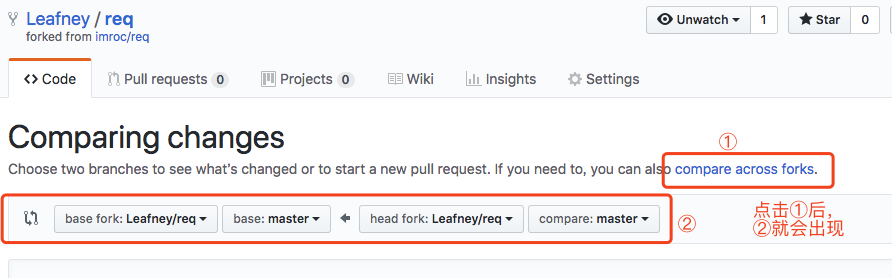 Leafney / req
forked from imroc/req
Unwatch 1 Star 0
Code Pull requests 0 Projects 0 Wiki Insights Settings
Comparing changes
①
Choose two branches to see what's changed or to start a new pull request. If you need to, you can also compare across forks.
base fork: Leafney/req base: master head fork: Leafney/req compare: master
②
点击①后,
②就会出现